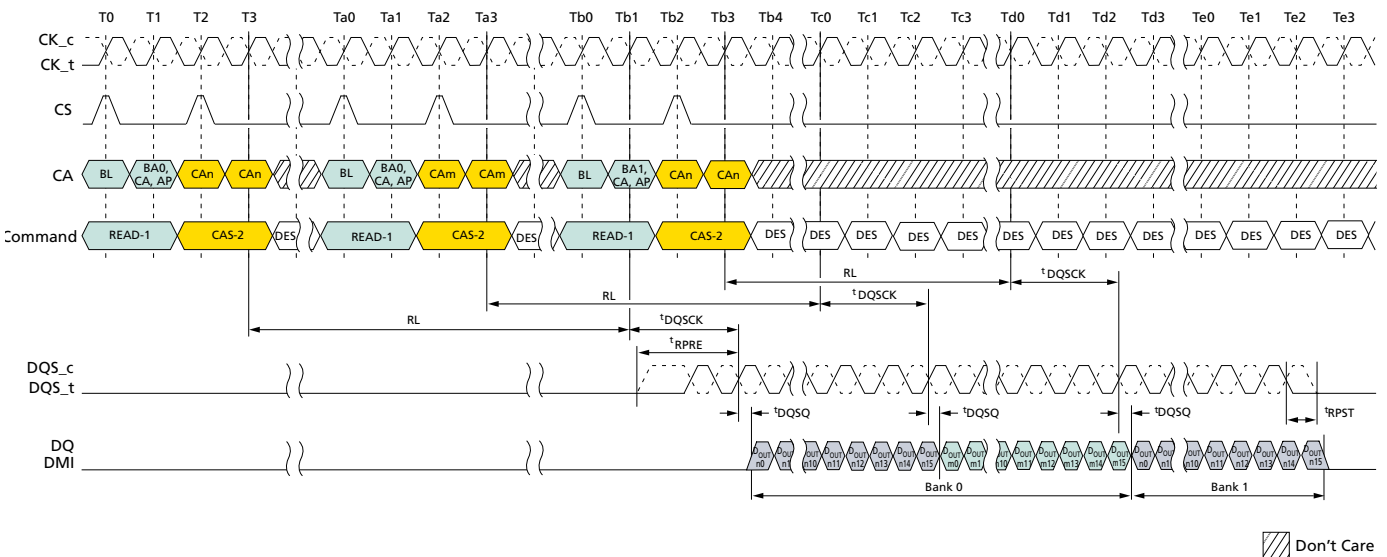 T0 T1 T2 T3 Ta0 Ta1 Ta2 Ta3 Tb0 Tb1 Tb2 Tb3 Tb4 Tc0 Tc1 Tc2 Tc3 Td0 Td1 Td2 Td3 Te0 Te1 Te2 Te3
CK_c
CK_t
CS
CA BL BA0, CA, AP CAn CAn BL BA0, CA, AP CAm CAm BL BA1, CA, AP CAn CAn
Command READ-1 CAS-2 DES READ-1 CAS-2 DES READ-1 CAS-2 DES DES DES DES DES DES DES DES DES DES DES DES DES
RL tDQSCK
RL tDQSCK
RL tDQSCK
tRPRE
DQS_c
DQS_t
tDQSQ tDQSQ tDQSQ tRPST
DQ
DMI
DOUT n0 DOUT n1 DOUT n10 DOUT n11 DOUT n12 DOUT n13 DOUT n14 DOUT n15 DOUT m0 DOUT m1 DOUT n10 DOUT m11 DOUT m12 DOUT m13 DOUT m14 DOUT m15 DOUT n0 DOUT n1 DOUT n10 DOUT n11 DOUT n12 DOUT n13 DOUT n14 DOUT n15
Bank 0 Bank 1
Don't Care